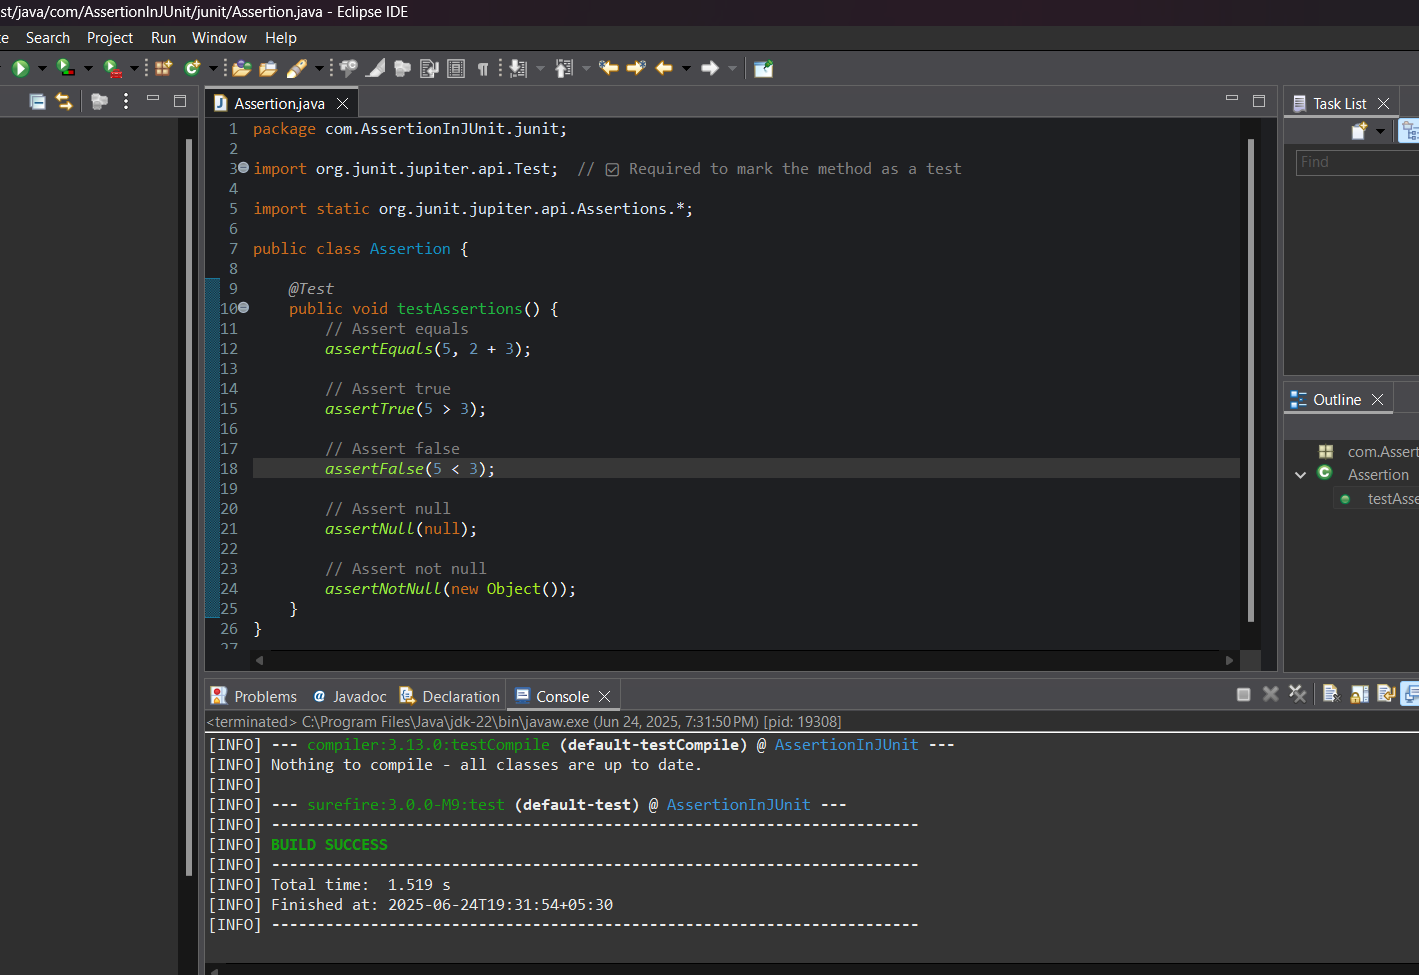 st/java/com/AssertionInJUnit/junit/Assertion.java - Eclipse IDE
e Search Project Run Window Help
Assertion.java
Task List
Find
1 package com.AssertionInJUnit.junit;
2
3 import org.junit.jupiter.api.Test;  // ☑ Required to mark the method as a test
4
5 import static org.junit.jupiter.api.Assertions.*;
6
7 public class Assertion {
8
9     @Test
10     public void testAssertions() {
11         // Assert equals
12         assertEquals(5, 2 + 3);
13
14         // Assert true
15         assertTrue(5 > 3);
16
17         // Assert false
18         assertFalse(5 < 3);
19
20         // Assert null
21         assertNull(null);
22
23         // Assert not null
24         assertNotNull(new Object());
25     }
26 }
27
Outline
com.Assert
Assertion
testAsse
Problems Javadoc Declaration Console
<terminated> C:\Program Files\Java\jdk-22\bin\javaw.exe (Jun 24, 2025, 7:31:50 PM) [pid: 19308]
[INFO] --- compiler:3.13.0:testCompile (default-testCompile) @ AssertionInJUnit ---
[INFO] Nothing to compile - all classes are up to date.
[INFO]
[INFO] --- surefire:3.0.0-M9:test (default-test) @ AssertionInJUnit ---
[INFO] ------------------------------------------------------------------------
[INFO] BUILD SUCCESS
[INFO] ------------------------------------------------------------------------
[INFO] Total time:  1.519 s
[INFO] Finished at: 2025-06-24T19:31:54+05:30
[INFO] ------------------------------------------------------------------------